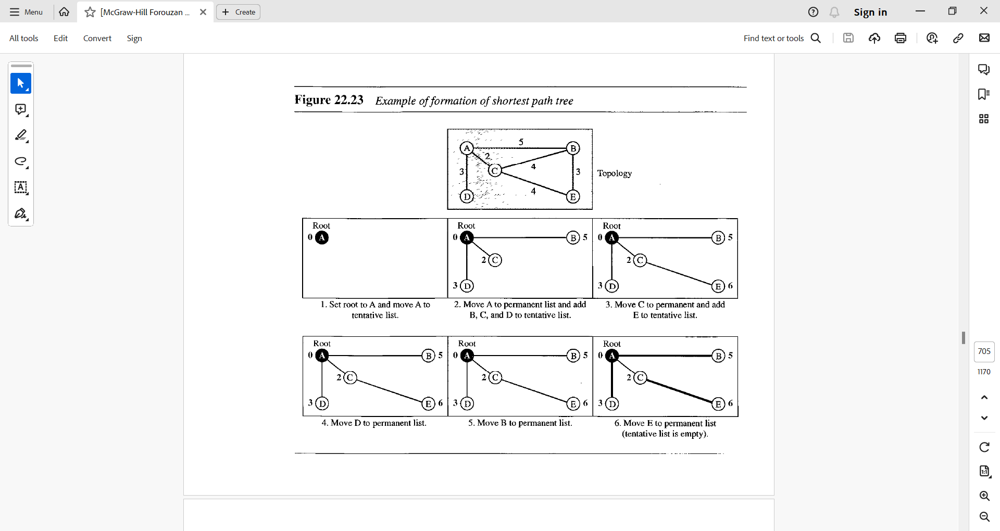 Menu
[McGraw-Hill Forouzan ...
Create
Sign in
All tools
Edit
Convert
Sign
Find text or tools
Figure 22.23 Example of formation of shortest path tree
A 5 B
2
3 C 4 3 Topology
4
D E
Root Root Root
0 A 0 A B 5 0 A B 5
2 C 2 C
3 D 3 D E 6
1. Set root to A and move A to
tentative list.
2. Move A to permanent list and add
B, C, and D to tentative list.
3. Move C to permanent and add
E to tentative list.
Root Root Root
0 A B 5 0 A B 5 0 A B 5
2 C 2 C 2 C
3 D E 6 3 D E 6 3 D E 6
4. Move D to permanent list.
5. Move B to permanent list.
6. Move E to permanent list
(tentative list is empty).
705
1170
1:1